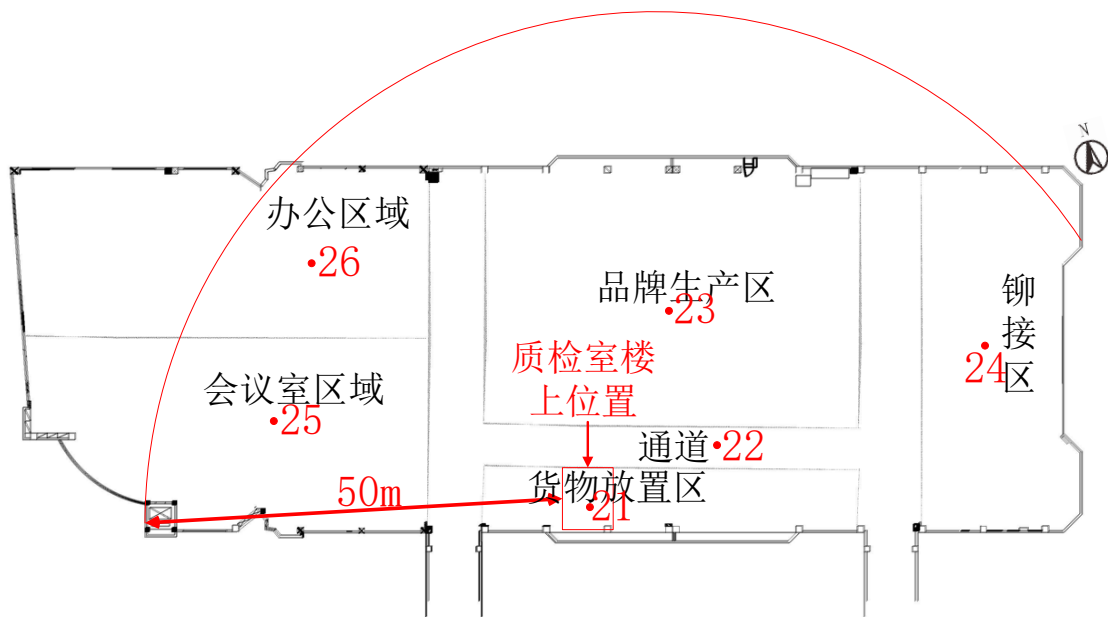 N
办公区域
26
品牌生产区
23
铆接区
24
质检室楼
上位置
会议室区域
25
通道
22
货物放置区
21
50m